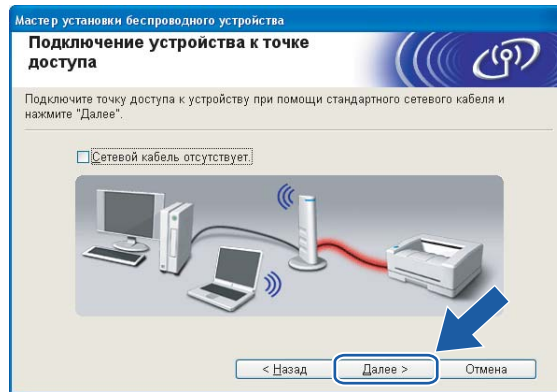 Мастер установки беспроводного устройства
Подключение устройства к точке
доступа
Подключите точку доступа к устройству при помощи стандартного сетевого кабеля и
нажмите "Далее".
Сетевой кабель отсутствует.
< Назад Далее > Отмена